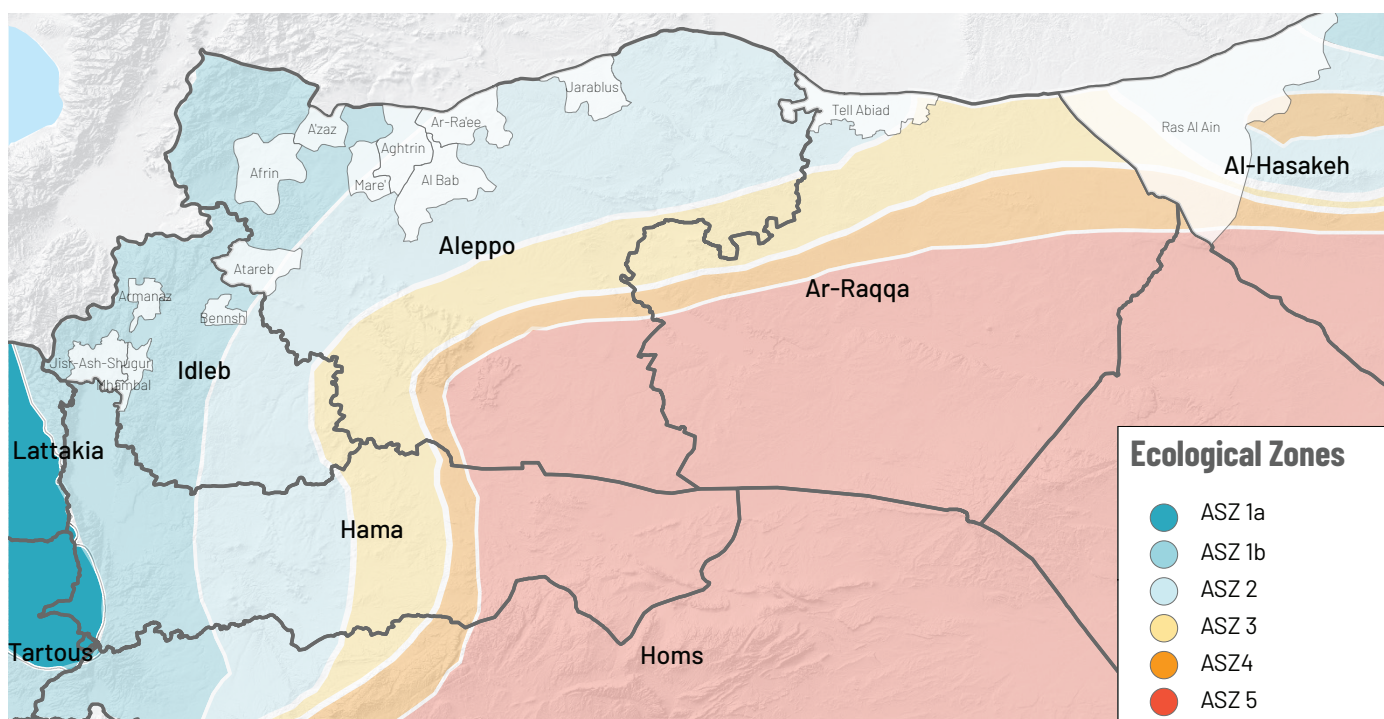 Jarablus
Tell Abiad
A'zaz
Ar-Ra'ee
Ras Al Ain
Aghtrin
Afrin
Mare'
Al Bab
Al-Hasakeh
Aleppo
Atareb
Ar-Raqqa
Armanaz
Bennsh
Jisr-Ash-Shugur
Idleb
Mhambal
Lattakia
Hama
Tartous
Homs
Ecological Zones
ASZ 1a
ASZ 1b
ASZ 2
ASZ 3
ASZ4
ASZ 5